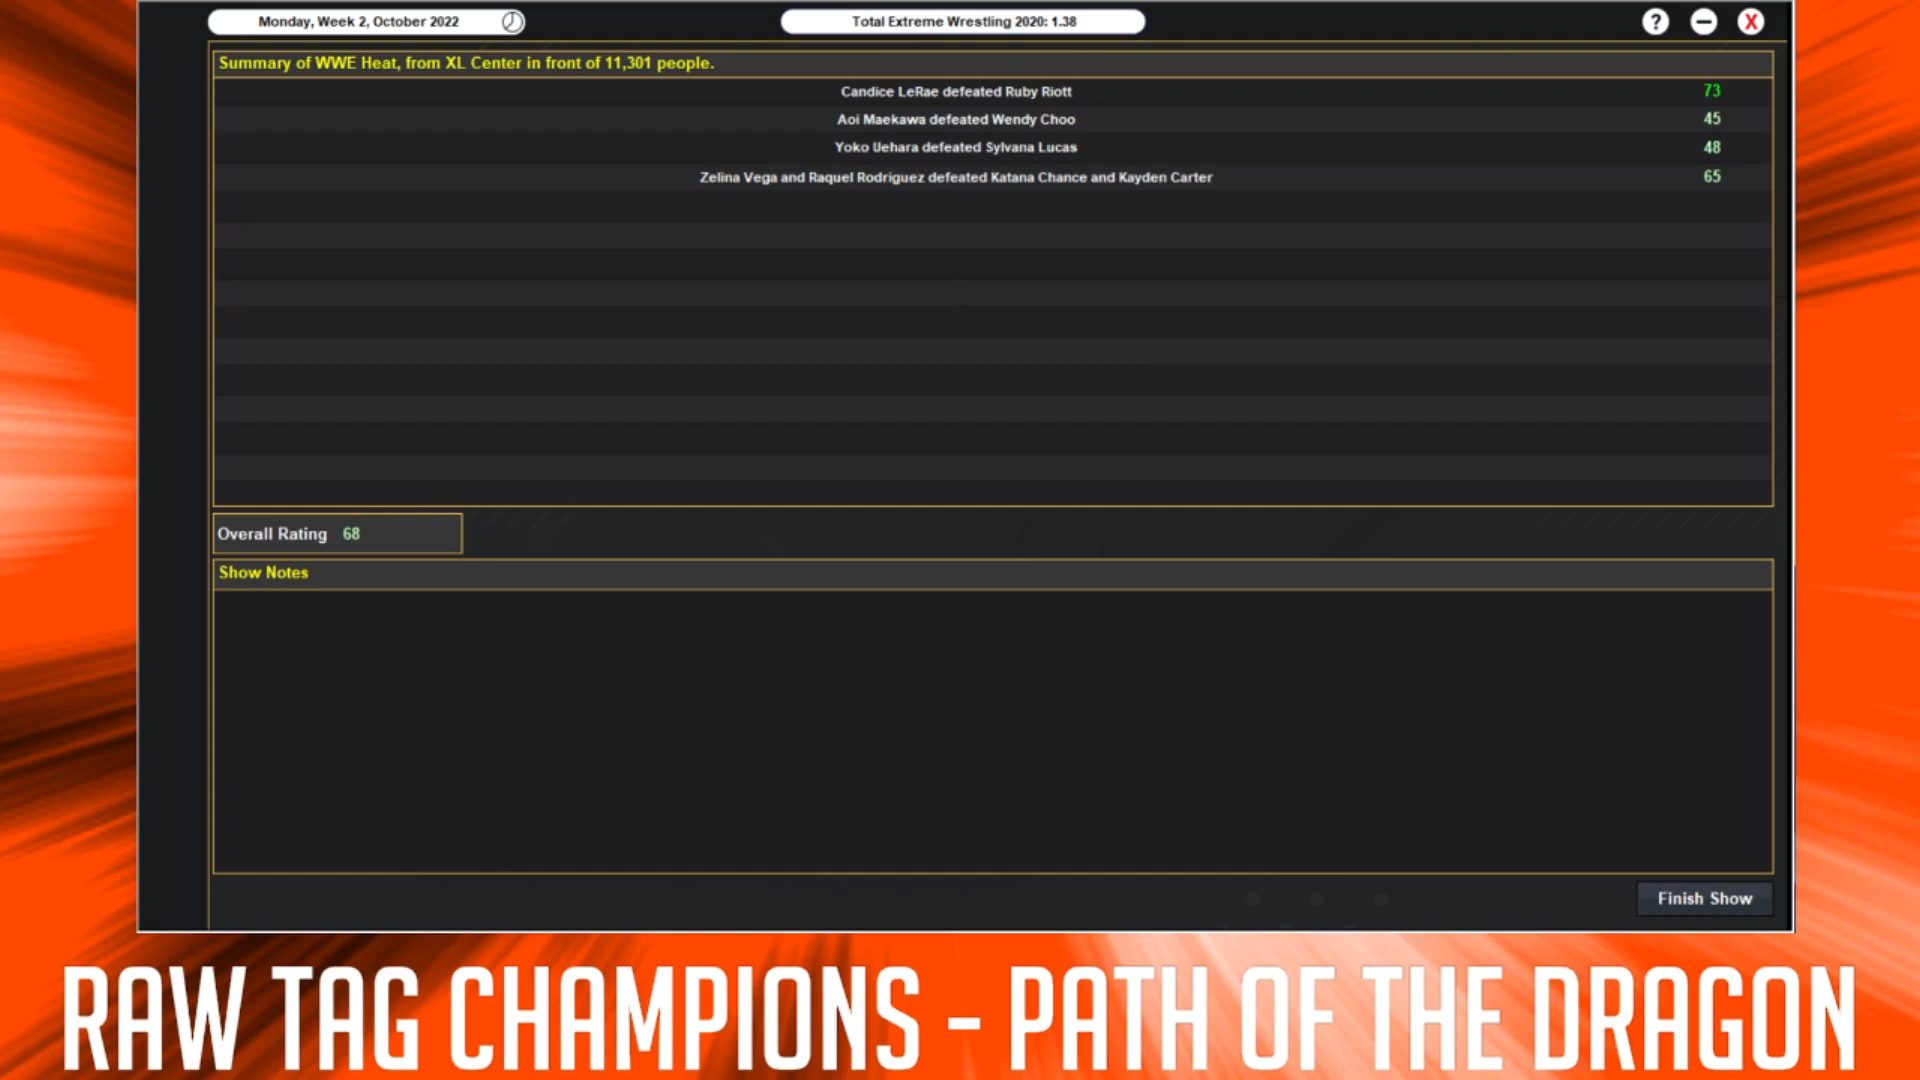 Monday, Week 2, October 2022
Total Extreme Wrestling 2020: 1.38
? X
Summary of WWE Heat, from XL Center in front of 11,301 people.
Candice LeRae defeated Ruby Riott 73
Aoi Maekawa defeated Wendy Choo 45
Yoko Uehara defeated Sylvana Lucas 48
Zelina Vega and Raquel Rodriguez defeated Katana Chance and Kayden Carter 65
Overall Rating 68
Show Notes
Finish Show
RAW TAG CHAMPIONS - PATH OF THE DRAGON